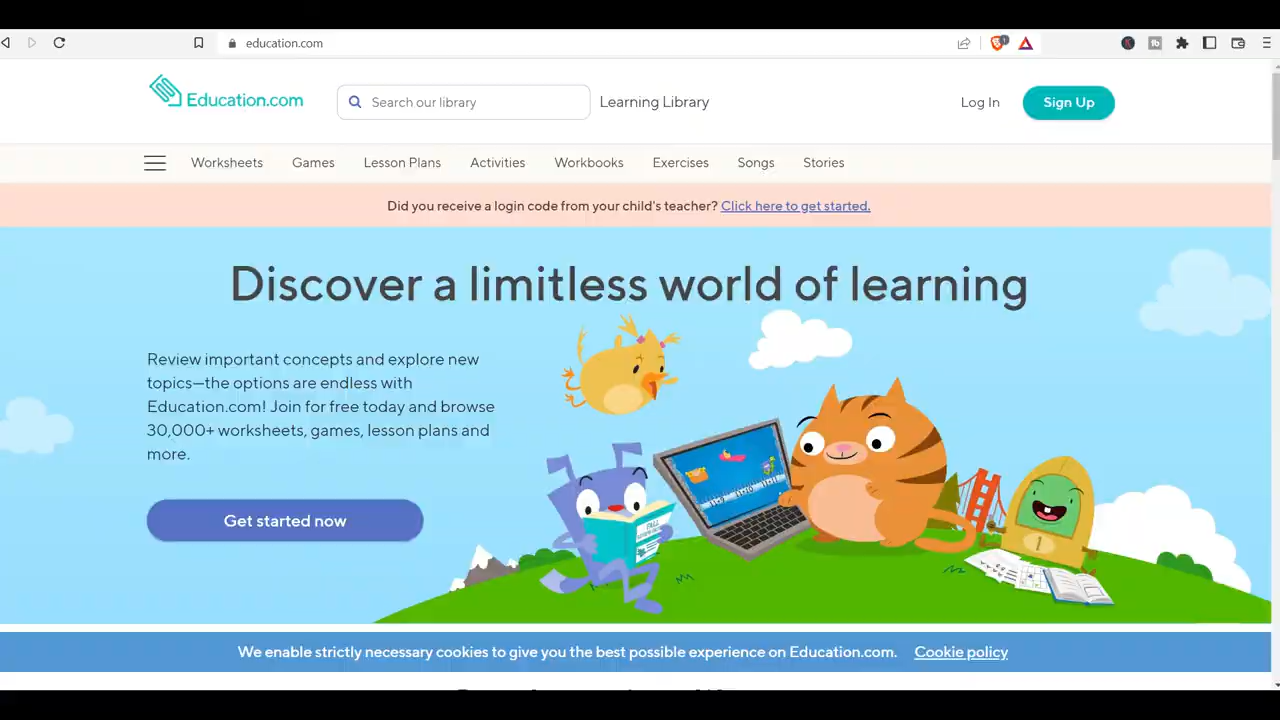 education.com
Education.com
Search our library
Learning Library
Log In
Sign Up
Worksheets
Games
Lesson Plans
Activities
Workbooks
Exercises
Songs
Stories
Did you receive a login code from your child's teacher? Click here to get started.
Discover a limitless world of learning
Review important concepts and explore new
topics—the options are endless with
Education.com! Join for free today and browse
30,000+ worksheets, games, lesson plans and
more.
Get started now
FALL
1
We enable strictly necessary cookies to give you the best possible experience on Education.com. Cookie policy